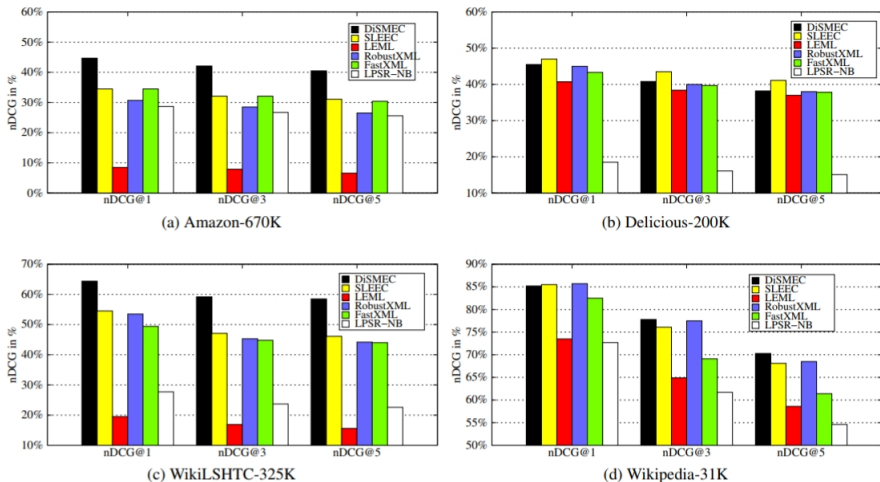 60%
50%
40%
30%
20%
10%
0%
nDCG in %
DiSMEC
SLEEC
LEML
RobustXML
FastXML
LPSR-NB
nDCG@1 nDCG@3 nDCG@5
(a) Amazon-670K
60%
50%
40%
30%
20%
10%
nDCG in %
DiSMEC
SLEEC
LEML
RobustXML
FastXML
LPSR-NB
nDCG@1 nDCG@3 nDCG@5
(b) Delicious-200K
70%
60%
50%
40%
30%
20%
10%
nDCG in %
DiSMEC
SLEEC
LEML
RobustXML
FastXML
LPSR-NB
nDCG@1 nDCG@3 nDCG@5
(c) WikiLSHTC-325K
90%
85%
80%
75%
70%
65%
60%
55%
50%
nDCG in %
DiSMEC
SLEEC
LEML
RobustXML
FastXML
LPSR-NB
nDCG@1 nDCG@3 nDCG@5
(d) Wikipedia-31K